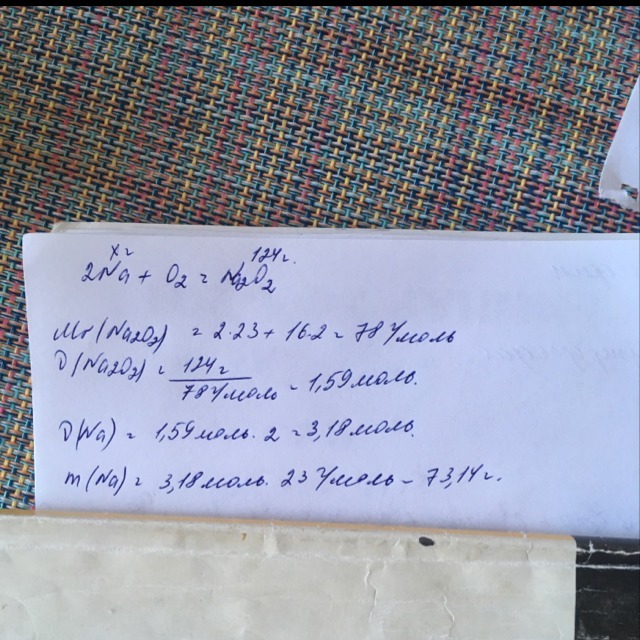 x г 124 г.
2Na + O2 = Na2O2
Mr(Na2O2) = 2·23 + 16·2 = 78 г/моль
ν(Na2O2) = 124 г / 78 г/моль = 1,59 моль.
ν(Na) = 1,59 моль · 2 = 3,18 моль.
m(Na) = 3,18 моль · 23 г/моль = 73,14 г.